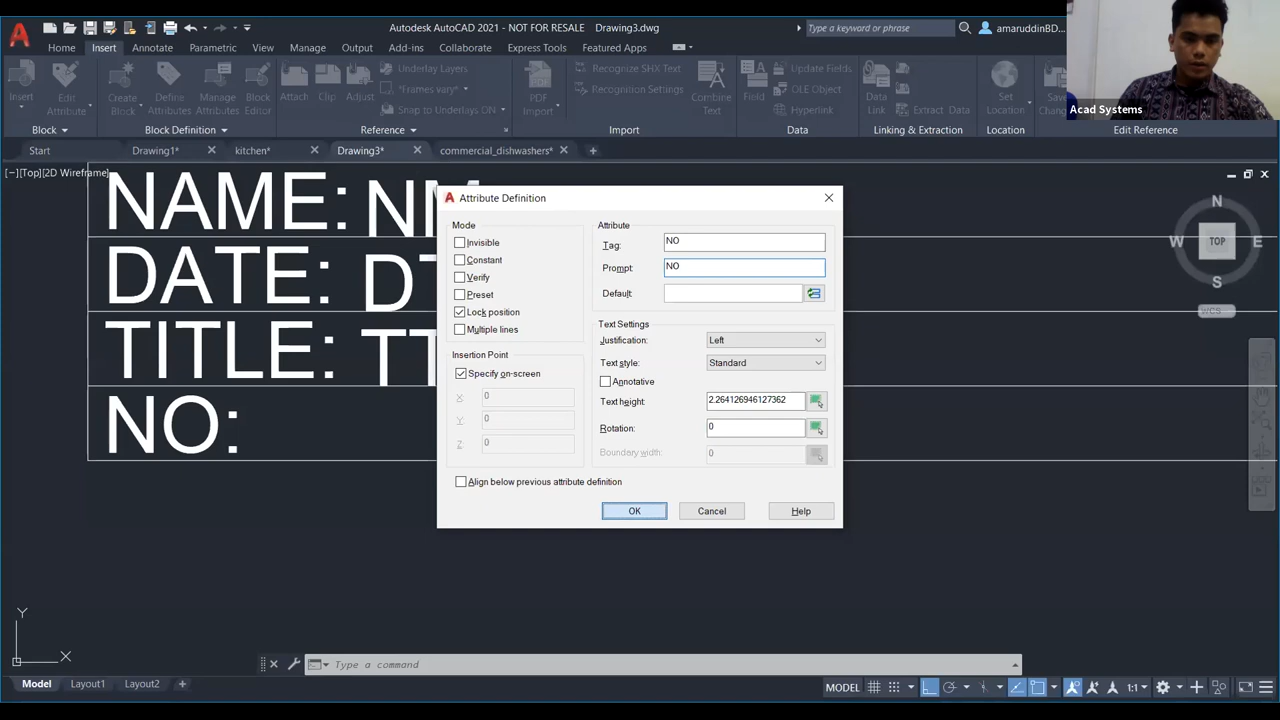 Autodesk AutoCAD 2021 - NOT FOR RESALE Drawing3.dwg
Type a keyword or phrase
amaruddinBD...
Home Insert Annotate Parametric View Manage Output Add-ins Collaborate Express Tools Featured Apps
Insert
Edit Attribute
Create Block
Define Attributes
Manage Attributes
Block Editor
Attach
Clip
Adjust
Underlay Layers
*Frames vary*
Snap to Underlays ON
PDF Import
Recognize SHX Text
Recognition Settings
Combine Text
Field
Update Fields
OLE Object
Hyperlink
Data Link
Extract Data
Set Location
Save Chang
Acad Systems
Block Block Definition Reference Import Data Linking & Extraction Location Edit Reference
Start Drawing1* kitchen* Drawing3* commercial_dishwashers*
[−][Top][2D Wireframe]
NAME: NM
DATE: DT
TITLE: TT
NO:
N
W TOP E
S
WCS
Attribute Definition
Mode
Invisible
Constant
Verify
Preset
Lock position
Multiple lines
Insertion Point
Specify on-screen
X: 0
Y: 0
Z: 0
Align below previous attribute definition
Attribute
Tag: NO
Prompt: NO
Default:
Text Settings
Justification: Left
Text style: Standard
Annotative
Text height: 2.264126946127362
Rotation: 0
Boundary width: 0
OK Cancel Help
Y
X
Type a command
Model Layout1 Layout2 +
MODEL 1:1